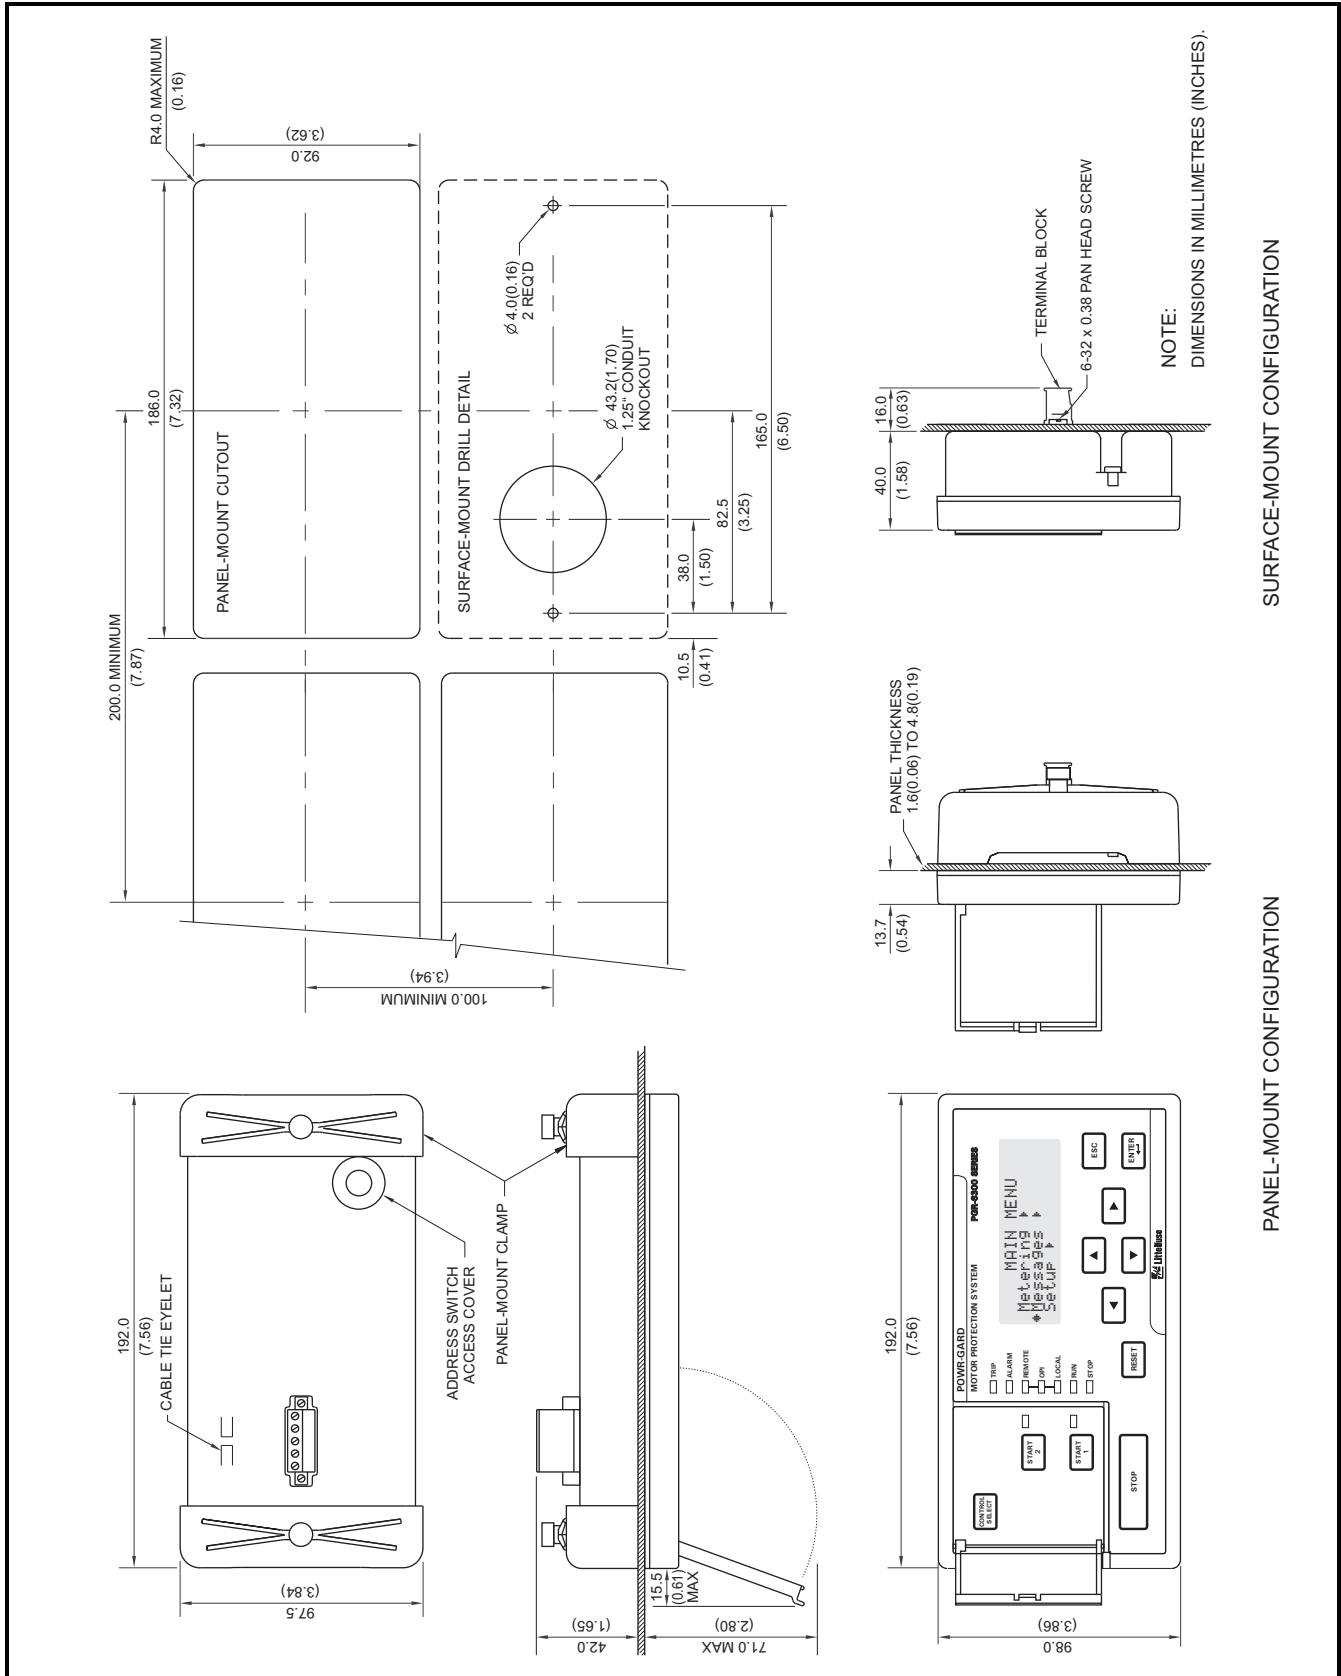 192.0
(7.56)
CABLE TIE EYELET
97.5
(3.84)
ADDRESS SWITCH
ACCESS COVER
PANEL-MOUNT CLAMP
42.0
(1.65)
71.0 MAX
(2.80)
15.5
(0.61)
MAX
200.0 MINIMUM
(7.87)
186.0
(7.32)
R4.0 MAXIMUM
(0.16)
PANEL-MOUNT CUTOUT
92.0
(3.62)
100.0 MINIMUM
(3.94)
SURFACE-MOUNT DRILL DETAIL
Ø 4.0(0.16)
2 REQ'D
Ø 43.2(1.70)
1.25" CONDUIT
KNOCKOUT
10.5
(0.41)
38.0
(1.50)
82.5
(3.25)
165.0
(6.50)
192.0
(7.56)
98.0
(3.86)
POWR-GARD
MOTOR PROTECTION SYSTEM
PGR-6300 SERIES
TRIP
ALARM
REMOTE
OPI
LOCAL
RUN
STOP
MAIN MENU
Metering
Messages
Setup
CONTROL
SELECT
START
2
START
1
STOP
RESET
ESC
ENTER
Littelfuse
13.7
(0.54)
PANEL THICKNESS
1.6(0.06) TO 4.8(0.19)
PANEL-MOUNT CONFIGURATION
40.0
(1.58)
16.0
(0.63)
TERMINAL BLOCK
6-32 x 0.38 PAN HEAD SCREW
NOTE:
DIMENSIONS IN MILLIMETRES (INCHES).
SURFACE-MOUNT CONFIGURATION